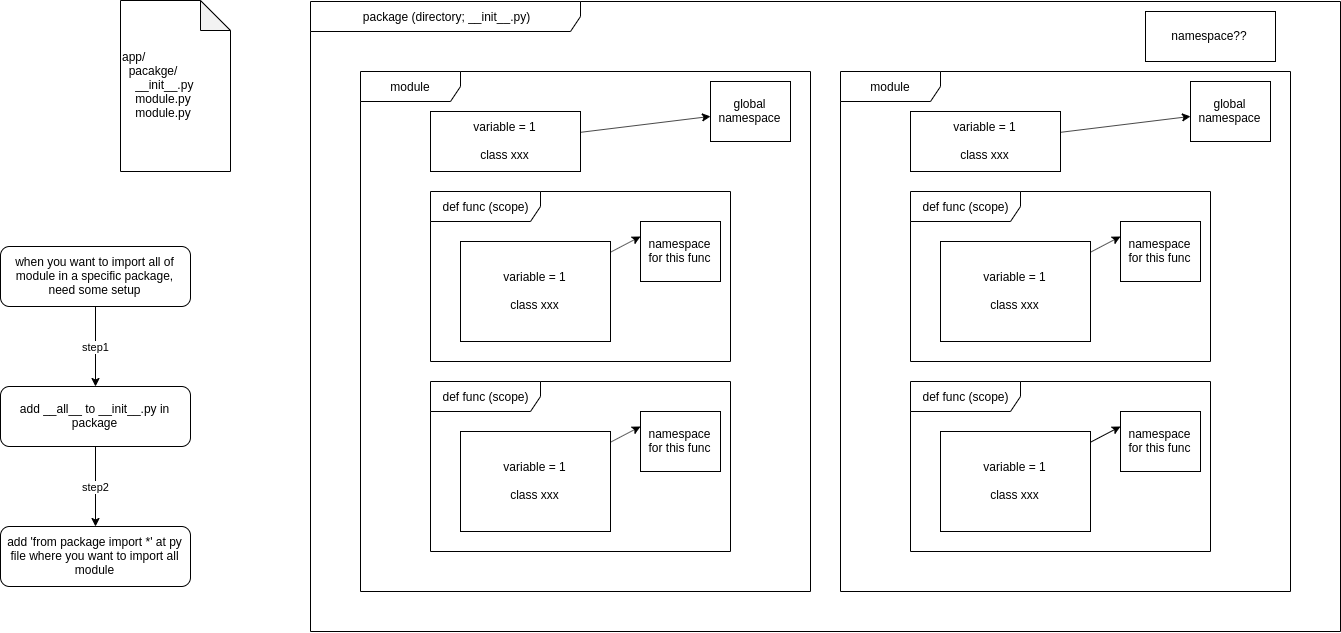 app/
pacakge/
__init__.py
module.py
module.py
when you want to import all of
module in a specific package,
need some setup
step1
add __all__ to __init__.py in
package
step2
add 'from package import *' at py
file where you want to import all
module
package (directory; __init__.py)
namespace??
module
variable = 1
class xxx
global
namespace
def func (scope)
variable = 1
class xxx
namespace
for this func
def func (scope)
variable = 1
class xxx
namespace
for this func
module
variable = 1
class xxx
global
namespace
def func (scope)
variable = 1
class xxx
namespace
for this func
def func (scope)
variable = 1
class xxx
namespace
for this func